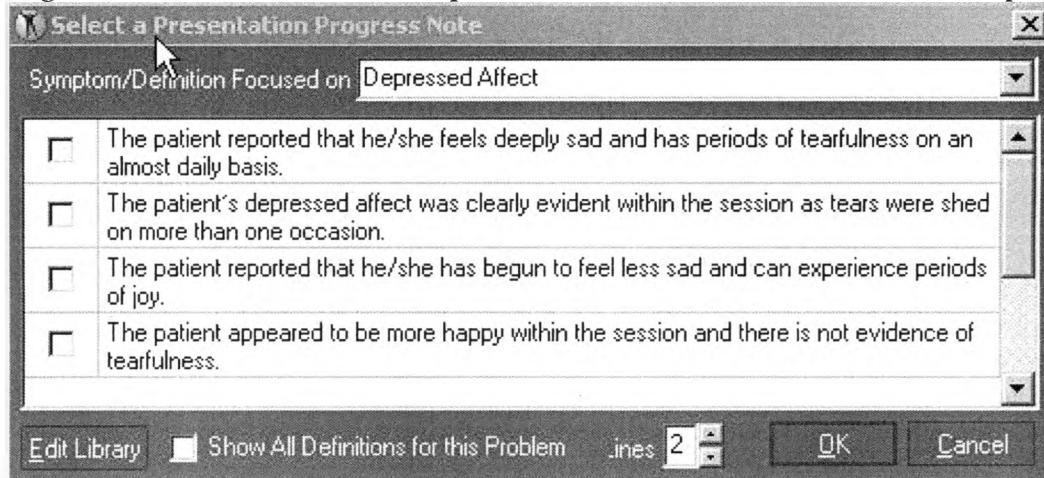 Select a Presentation Progress Note
Symptom/Definition Focused on Depressed Affect
The patient reported that he/she feels deeply sad and has periods of tearfulness on an
almost daily basis.
The patient´s depressed affect was clearly evident within the session as tears were shed
on more than one occasion.
The patient reported that he/she has begun to feel less sad and can experience periods
of joy.
The patient appeared to be more happy within the session and there is not evidence of
tearfulness.
Edit Library Show All Definitions for this Problem .ines 2 OK Cancel